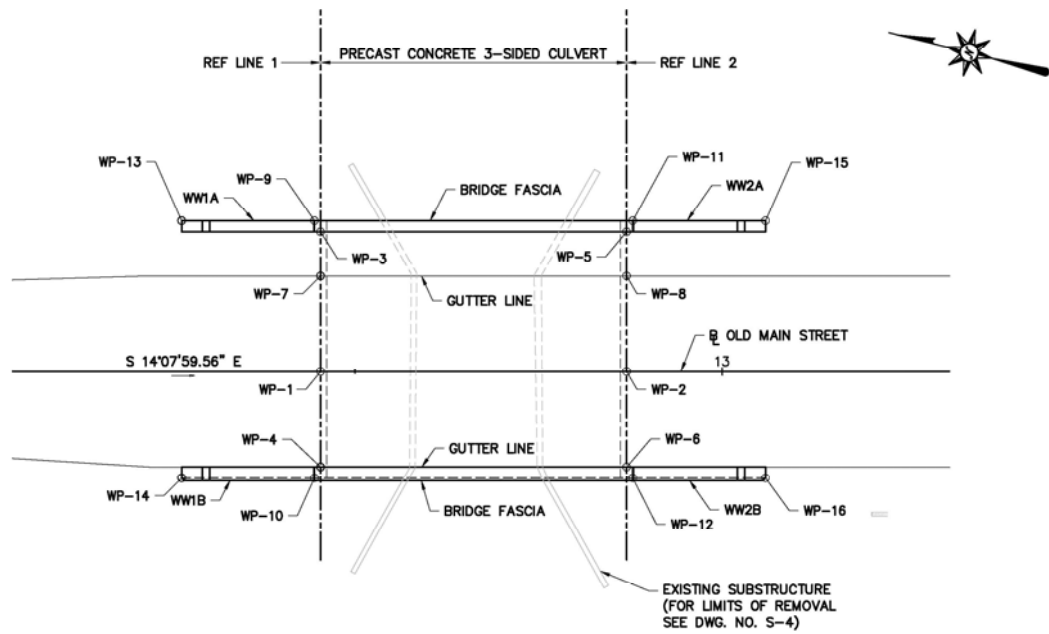 PRECAST CONCRETE 3-SIDED CULVERT
REF LINE 1
REF LINE 2
N
WP-13
WP-11
WP-15
WW1A
WP-9
BRIDGE FASCIA
WW2A
WP-3
WP-5
WP-7
GUTTER LINE
WP-8
S 14°07'59.56" E
℄ OLD MAIN STREET
13
WP-1
WP-2
WP-4
GUTTER LINE
WP-6
WP-14
WW1B
WP-10
BRIDGE FASCIA
WP-12
WW2B
WP-16
EXISTING SUBSTRUCTURE
(FOR LIMITS OF REMOVAL
SEE DWG. NO. S-4)